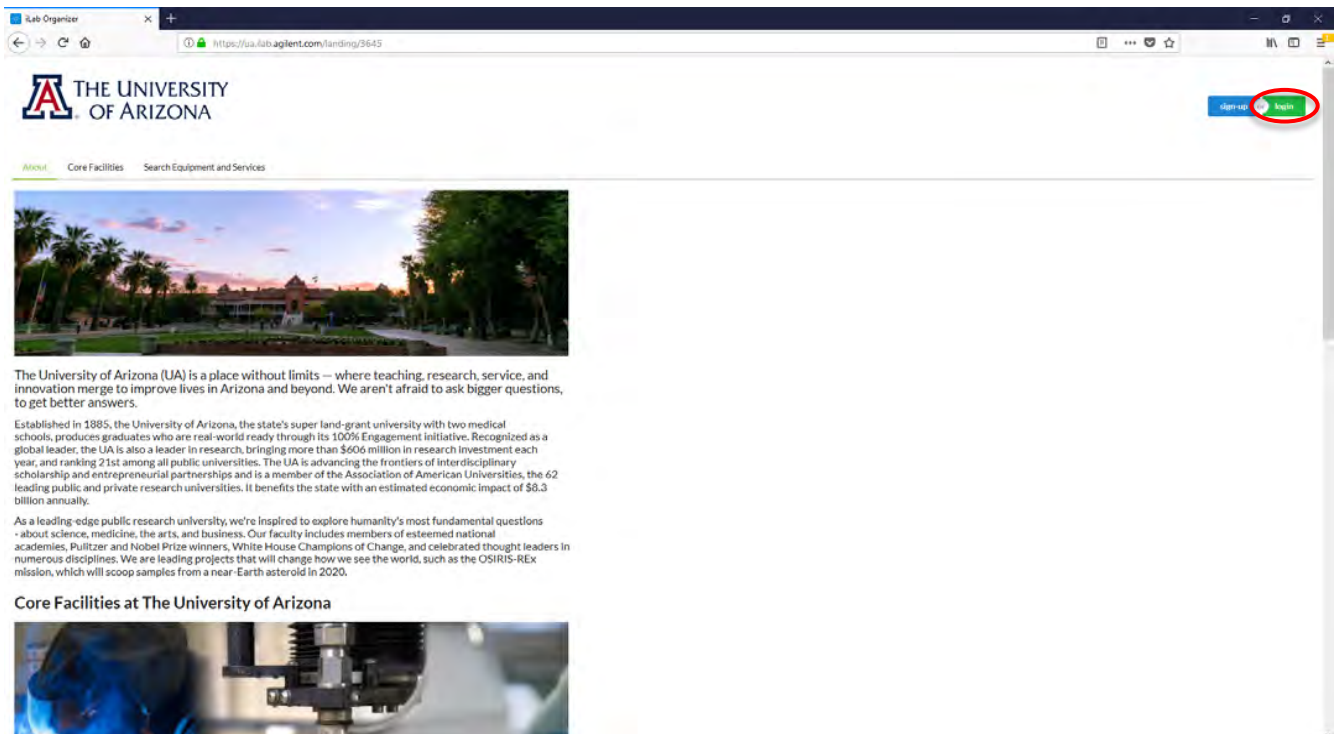 iLab Organizer
https://ua.ilab.agilent.com/landing/3645
THE UNIVERSITY
OF ARIZONA
sign-up or login
About Core Facilities Search Equipment and Services
The University of Arizona (UA) is a place without limits — where teaching, research, service, and
innovation merge to improve lives in Arizona and beyond. We aren't afraid to ask bigger questions,
to get better answers.
Established in 1885, the University of Arizona, the state's super land-grant university with two medical
schools, produces graduates who are real-world ready through its 100% Engagement initiative. Recognized as a
global leader, the UA is also a leader in research, bringing more than $606 million in research investment each
year, and ranking 21st among all public universities. The UA is advancing the frontiers of interdisciplinary
scholarship and entrepreneurial partnerships and is a member of the Association of American Universities, the 62
leading public and private research universities. It benefits the state with an estimated economic impact of $8.3
billion annually.
As a leading-edge public research university, we're inspired to explore humanity's most fundamental questions
- about science, medicine, the arts, and business. Our faculty includes members of esteemed national
academies, Pulitzer and Nobel Prize winners, White House Champions of Change, and celebrated thought leaders in
numerous disciplines. We are leading projects that will change how we see the world, such as the OSIRIS-REx
mission, which will scoop samples from a near-Earth asteroid in 2020.
Core Facilities at The University of Arizona